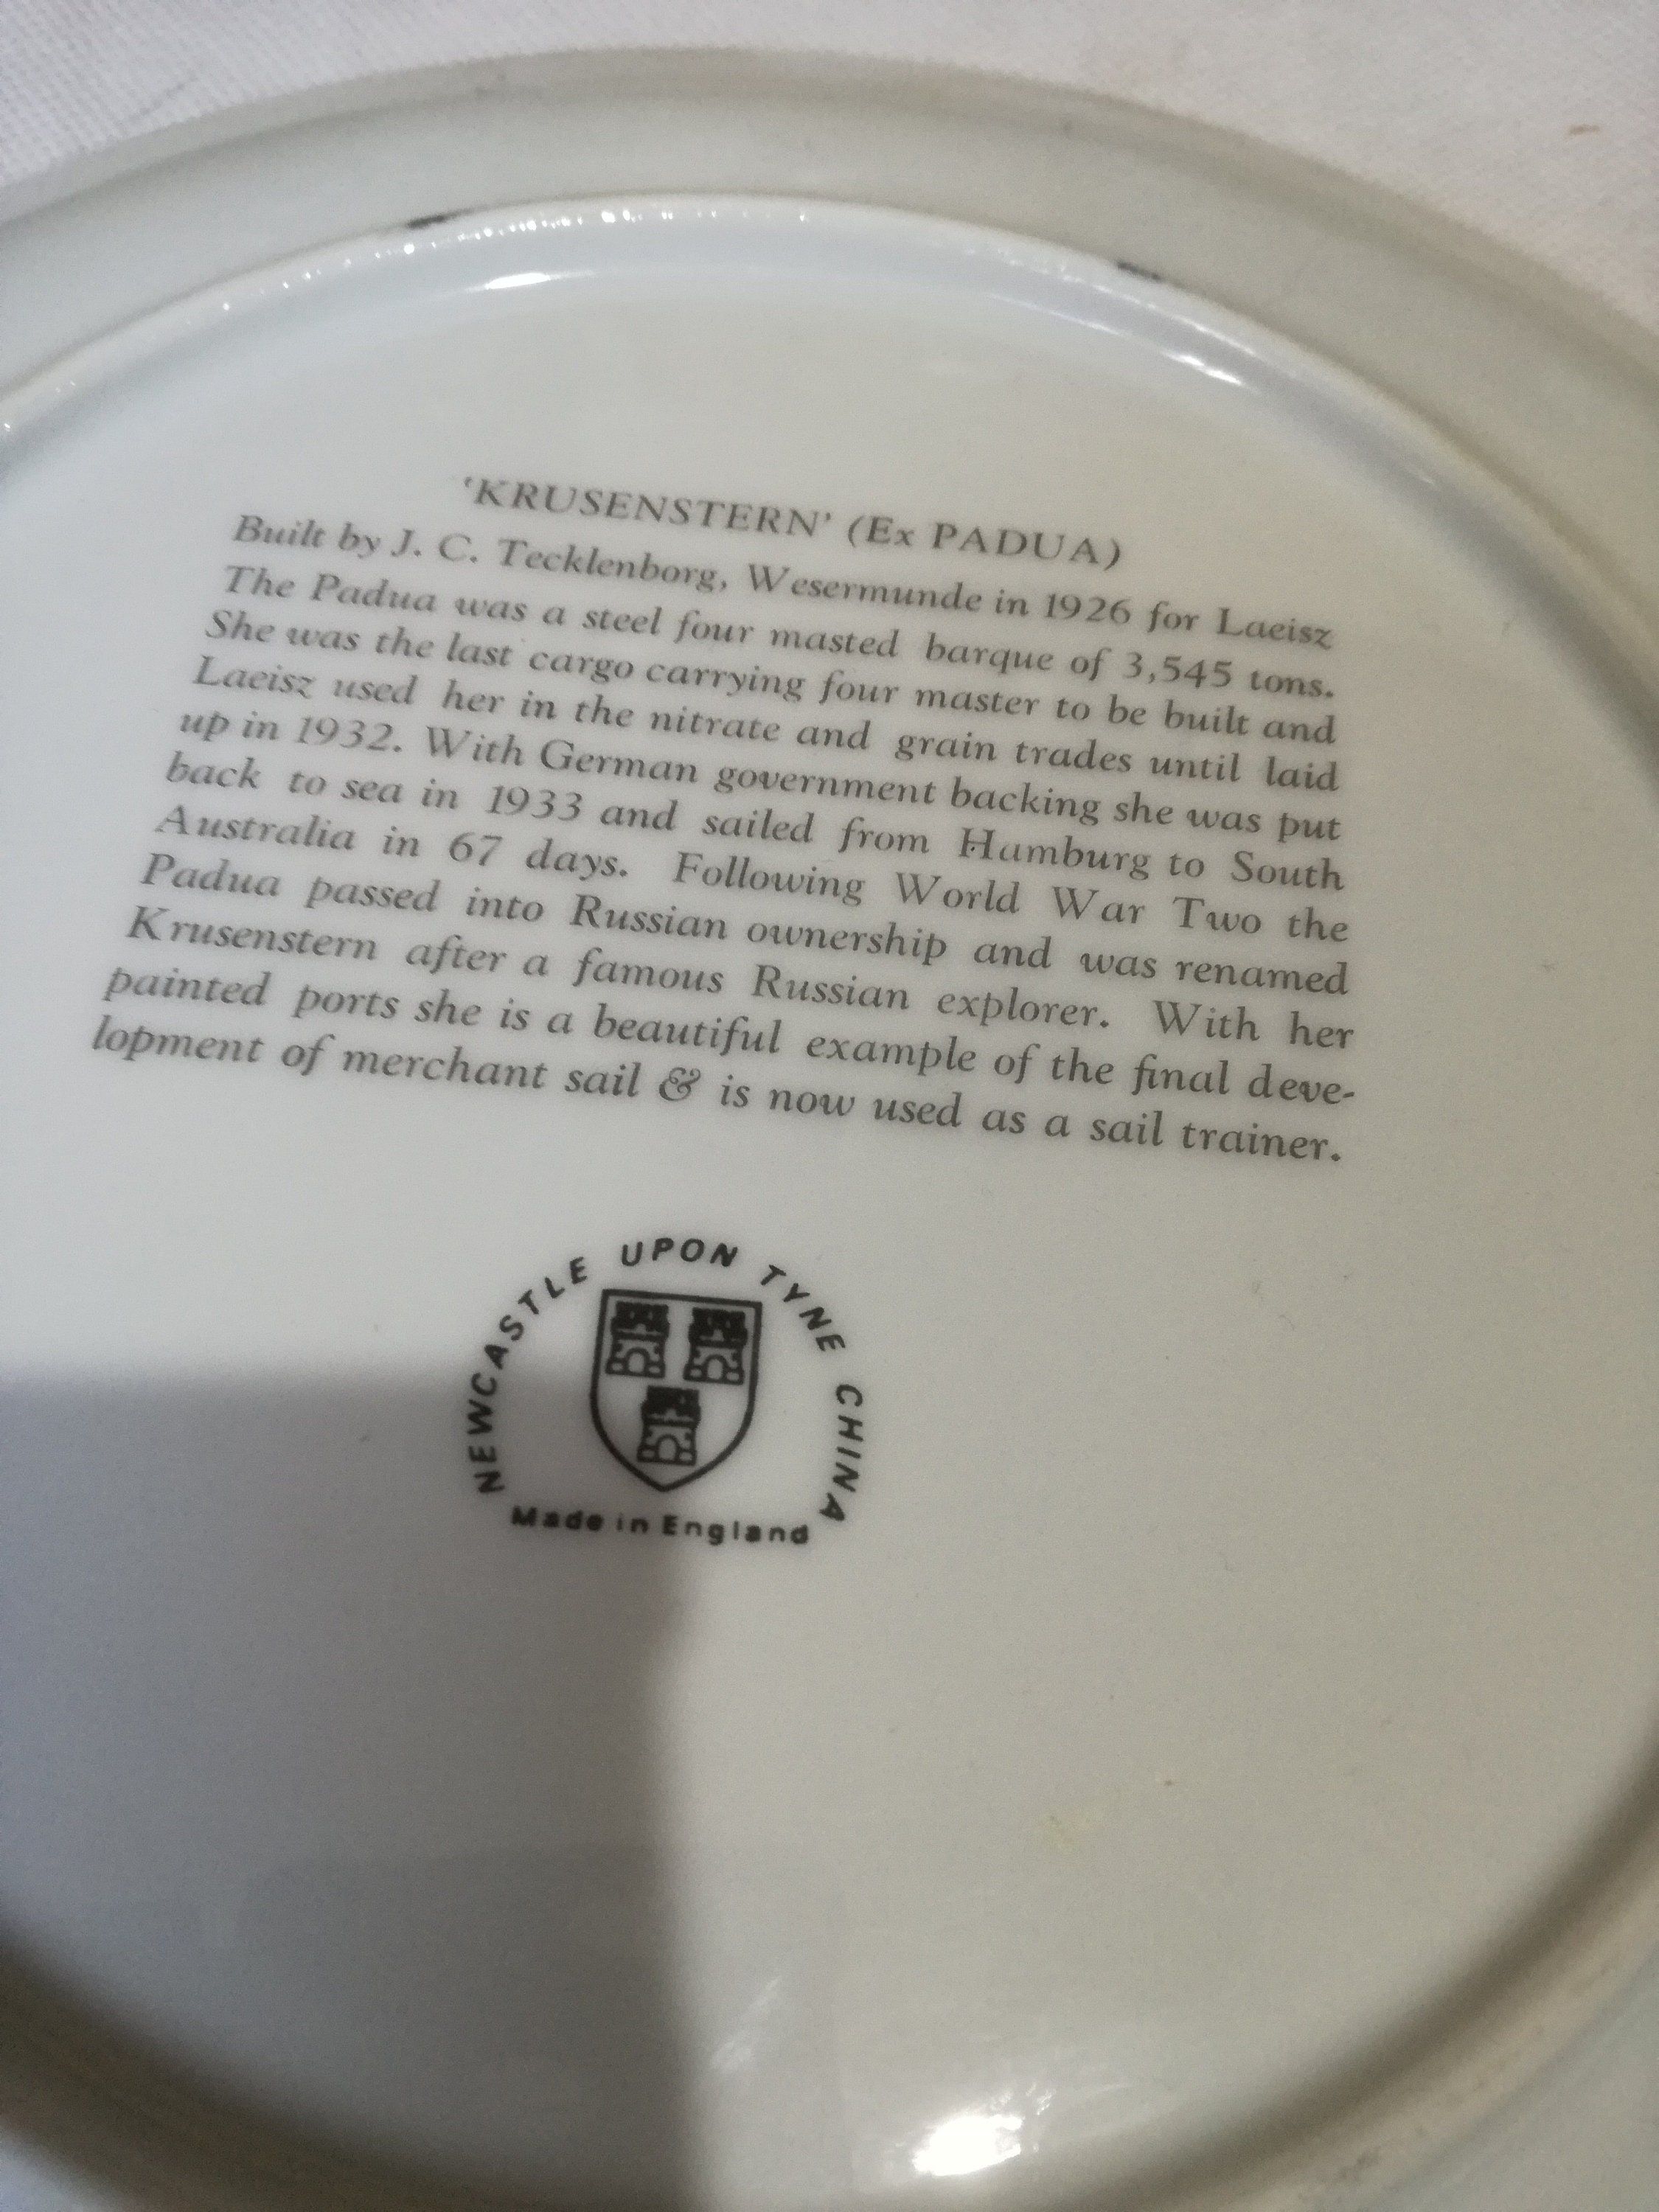 ‘KRUSENSTERN’ (Ex PADUA)
Built by J. C. Tecklenborg, Wesermunde in 1926 for Laeisz
The Padua was a steel four masted barque of 3,545 tons.
She was the last cargo carrying four master to be built and
Laeisz used her in the nitrate and grain trades until laid
up in 1932. With German government backing she was put
back to sea in 1933 and sailed from Hamburg to South
Australia in 67 days. Following World War Two the
Padua passed into Russian ownership and was renamed
Krusenstern after a famous Russian explorer. With her
painted ports she is a beautiful example of the final deve-
lopment of merchant sail & is now used as a sail trainer.
NEWCASTLE UPON TYNE CHINA
Made in England